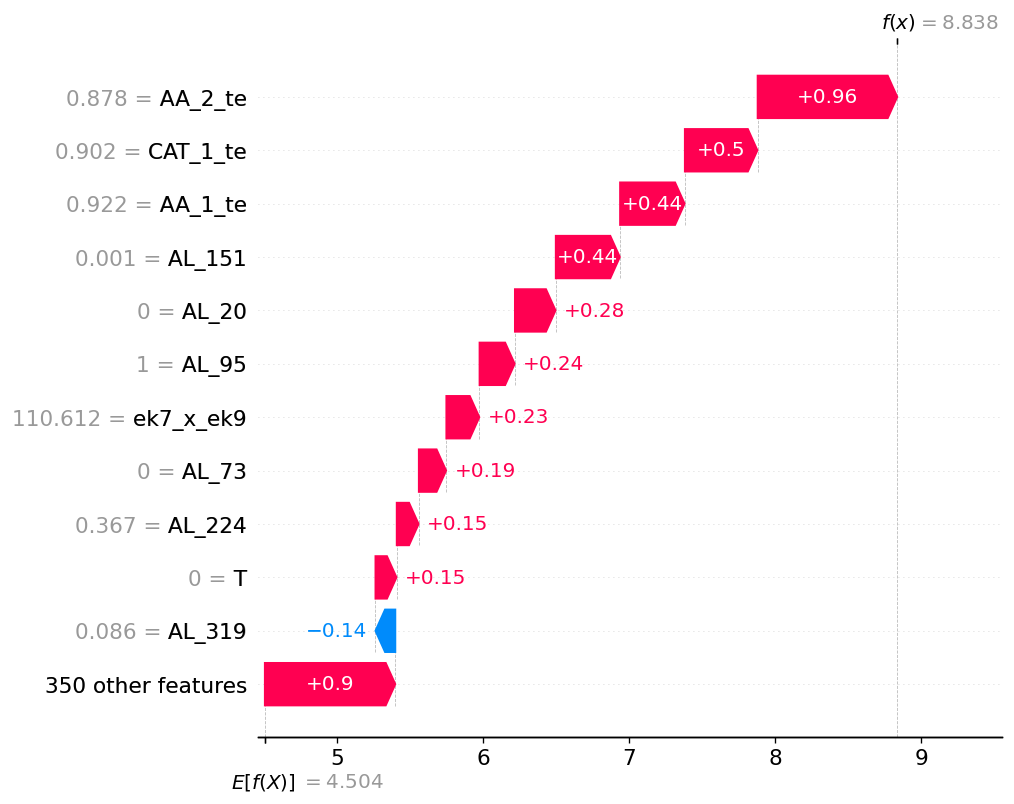 f(x) = 8.838
0.878 = AA_2_te +0.96
0.902 = CAT_1_te +0.5
0.922 = AA_1_te +0.44
0.001 = AL_151 +0.44
0 = AL_20 +0.28
1 = AL_95 +0.24
110.612 = ek7_x_ek9 +0.23
0 = AL_73 +0.19
0.367 = AL_224 +0.15
0 = T +0.15
0.086 = AL_319 −0.14
350 other features +0.9
5 6 7 8 9
E[f(X)] = 4.504